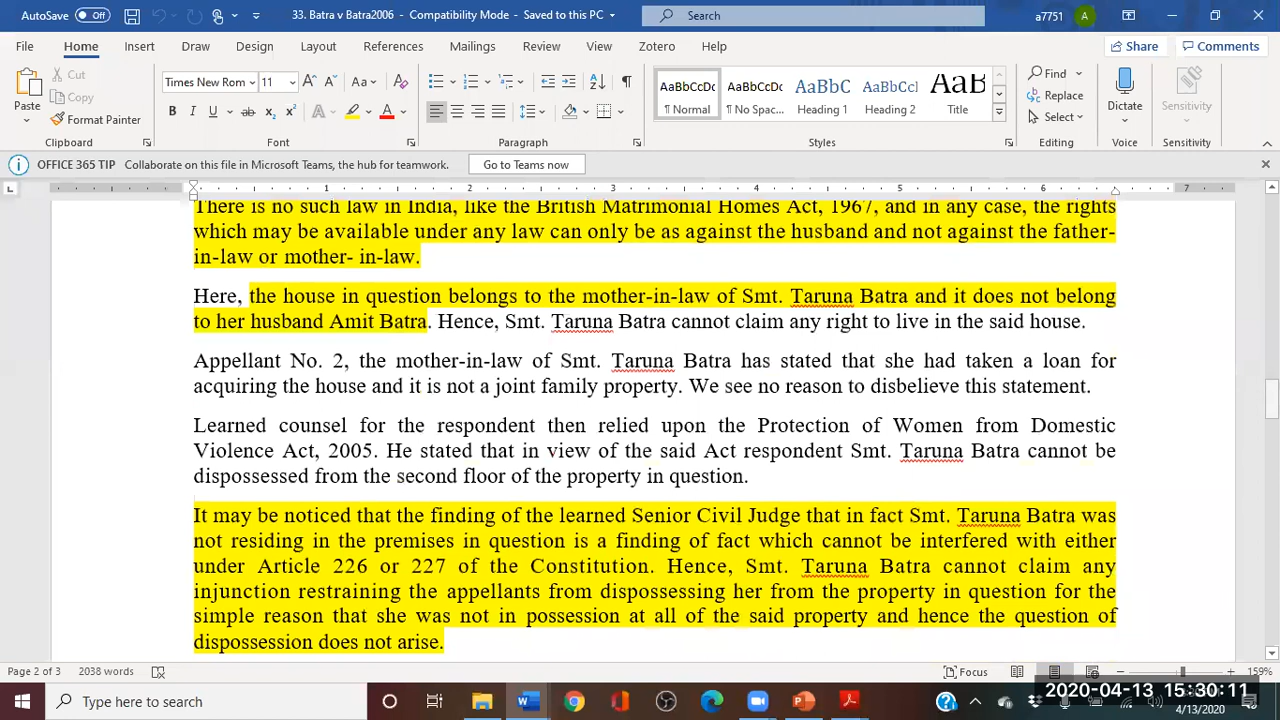 AutoSave Off 33. Batra v Batra2006 - Compatibility Mode - Saved to this PC Search a7751 A
File Home Insert Draw Design Layout References Mailings Review View Zotero Help Share Comments
Paste Cut Copy Format Painter
Times New Rom 11
AaBbCcDc AaBbCcDc AaBbC AaBbCcI AaB
¶ Normal ¶ No Spac... Heading 1 Heading 2 Title
Find Replace Select Dictate Sensitivity
Clipboard Font Paragraph Styles Editing Voice Sensitivity
OFFICE 365 TIP Collaborate on this file in Microsoft Teams, the hub for teamwork. Go to Teams now
1 2 3 4 5 6 7
There is no such law in India, like the British Matrimonial Homes Act, 1967, and in any case, the rights
which may be available under any law can only be as against the husband and not against the father-
in-law or mother- in-law.
Here, the house in question belongs to the mother-in-law of Smt. Taruna Batra and it does not belong
to her husband Amit Batra. Hence, Smt. Taruna Batra cannot claim any right to live in the said house.
Appellant No. 2, the mother-in-law of Smt. Taruna Batra has stated that she had taken a loan for
acquiring the house and it is not a joint family property. We see no reason to disbelieve this statement.
Learned counsel for the respondent then relied upon the Protection of Women from Domestic
Violence Act, 2005. He stated that in view of the said Act respondent Smt. Taruna Batra cannot be
dispossessed from the second floor of the property in question.
It may be noticed that the finding of the learned Senior Civil Judge that in fact Smt. Taruna Batra was
not residing in the premises in question is a finding of fact which cannot be interfered with either
under Article 226 or 227 of the Constitution. Hence, Smt. Taruna Batra cannot claim any
injunction restraining the appellants from dispossessing her from the property in question for the
simple reason that she was not in possession at all of the said property and hence the question of
dispossession does not arise.
Page 2 of 3 2038 words Focus 159%
Type here to search
2020-04-13 15:30:11
4/13/2020